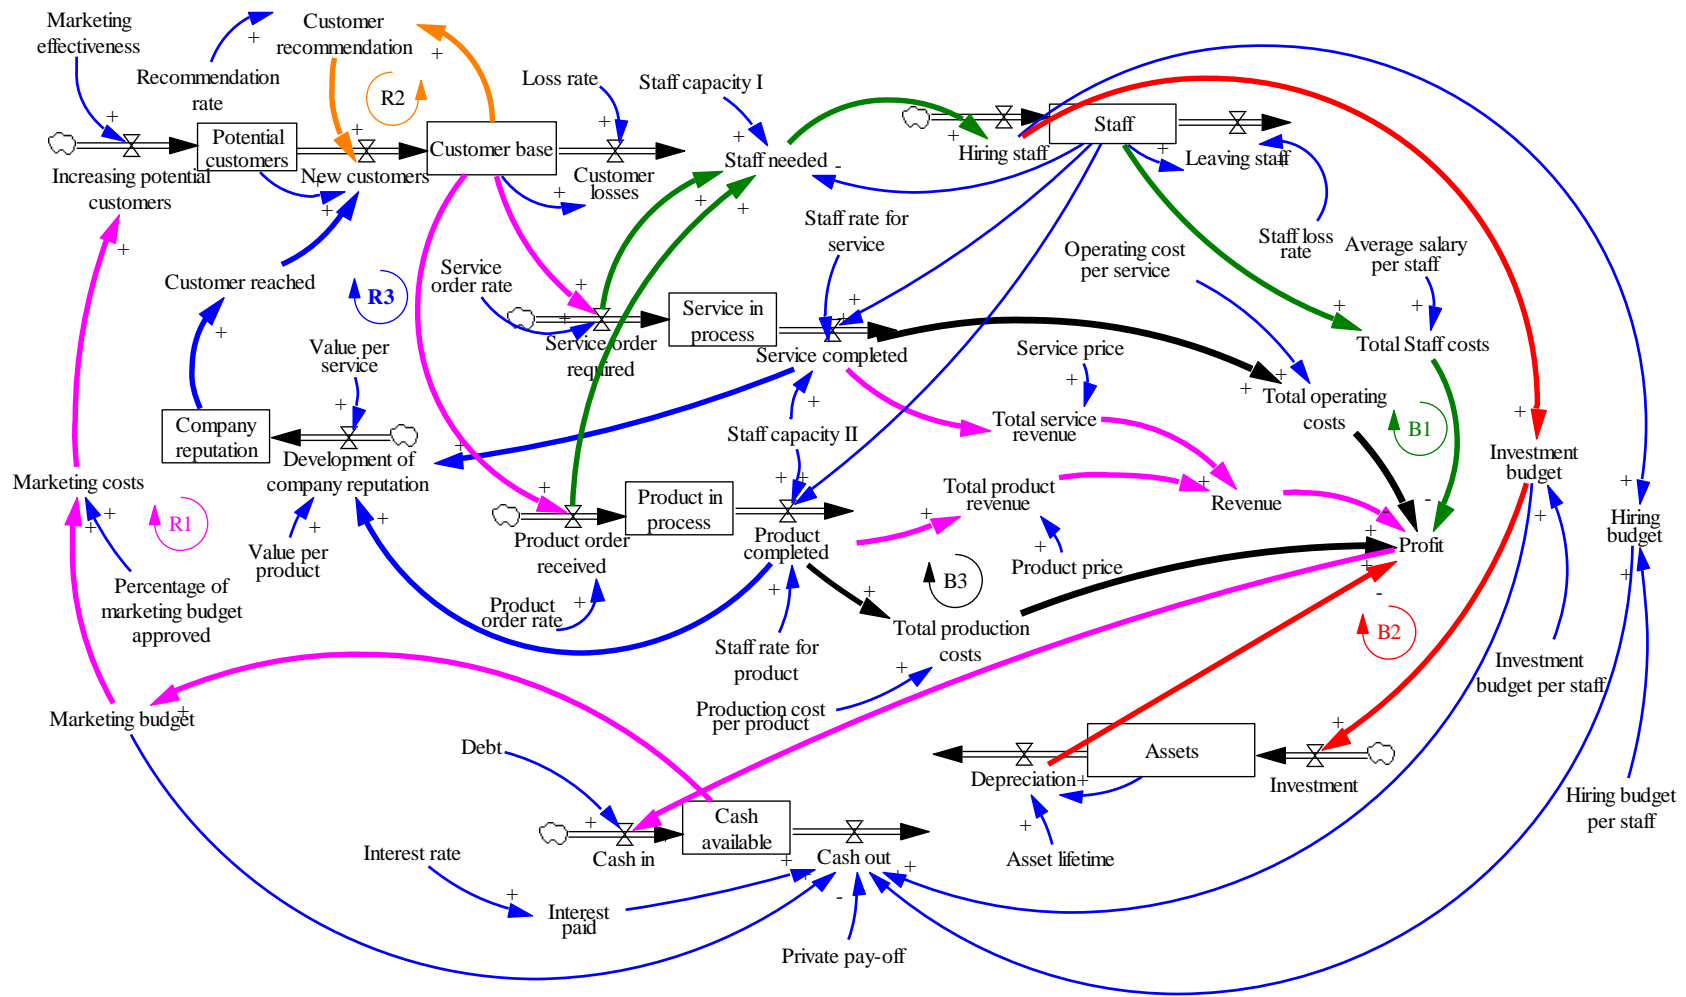 Marketing
effectiveness
Customer
recommendation
Recommendation
rate
R2
Loss rate
Staff capacity I
Potential
customers
Customer base
Staff
Increasing potential
customers
New customers
Customer
losses
Staff needed
Hiring staff
Leaving staff
Staff loss
rate
Staff rate for
service
Operating cost
per service
Average salary
per staff
Customer reached
R3
Service
order rate
Service in
process
Service order
required
Service completed
Service price
Total Staff costs
Value per
service
Total operating
costs
B1
Company
reputation
Development of
company reputation
Staff capacity II
Total service
revenue
Investment
budget
Marketing costs
R1
Product in
process
Total product
revenue
Revenue
Hiring
budget
Value per
product
Product order
received
Product
completed
B3
Product price
Profit
Percentage of
marketing budget
approved
Product
order rate
Total production
costs
B2
Staff rate for
product
Investment
budget per staff
Marketing budget
Production cost
per product
Debt
Assets
Depreciation
Investment
Hiring budget
per staff
Cash
available
Cash in
Cash out
Asset lifetime
Interest rate
Interest
paid
Private pay-off